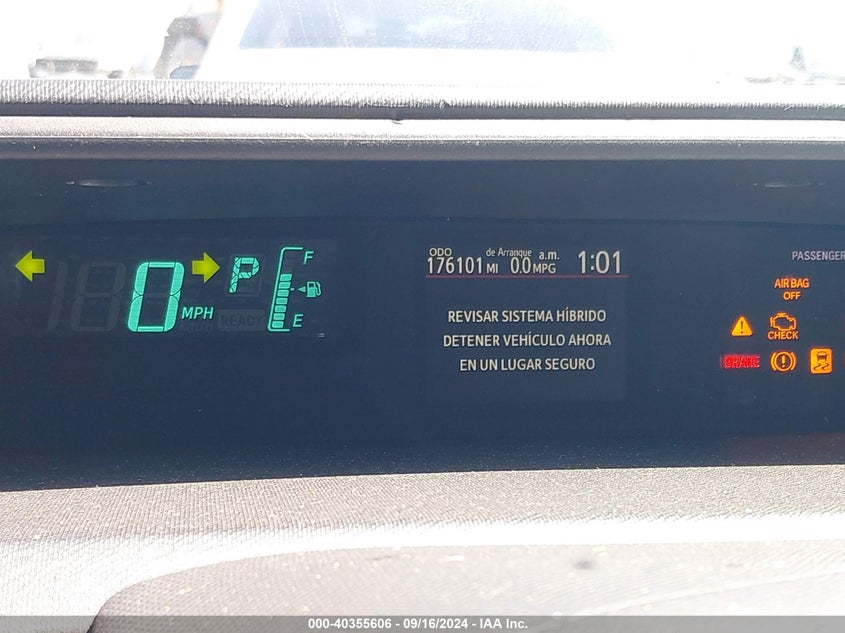 PASSENGER
F
0 MPH
P
READY
E
ODO de Arranque a.m.
176101 MI 0.0 MPG 1:01
REVISAR SISTEMA HÍBRIDO
DETENER VEHÍCULO AHORA
EN UN LUGAR SEGURO
AIR BAG
OFF
CHECK
BRAKE
000-40355606 - 09/16/2024 - IAA Inc.